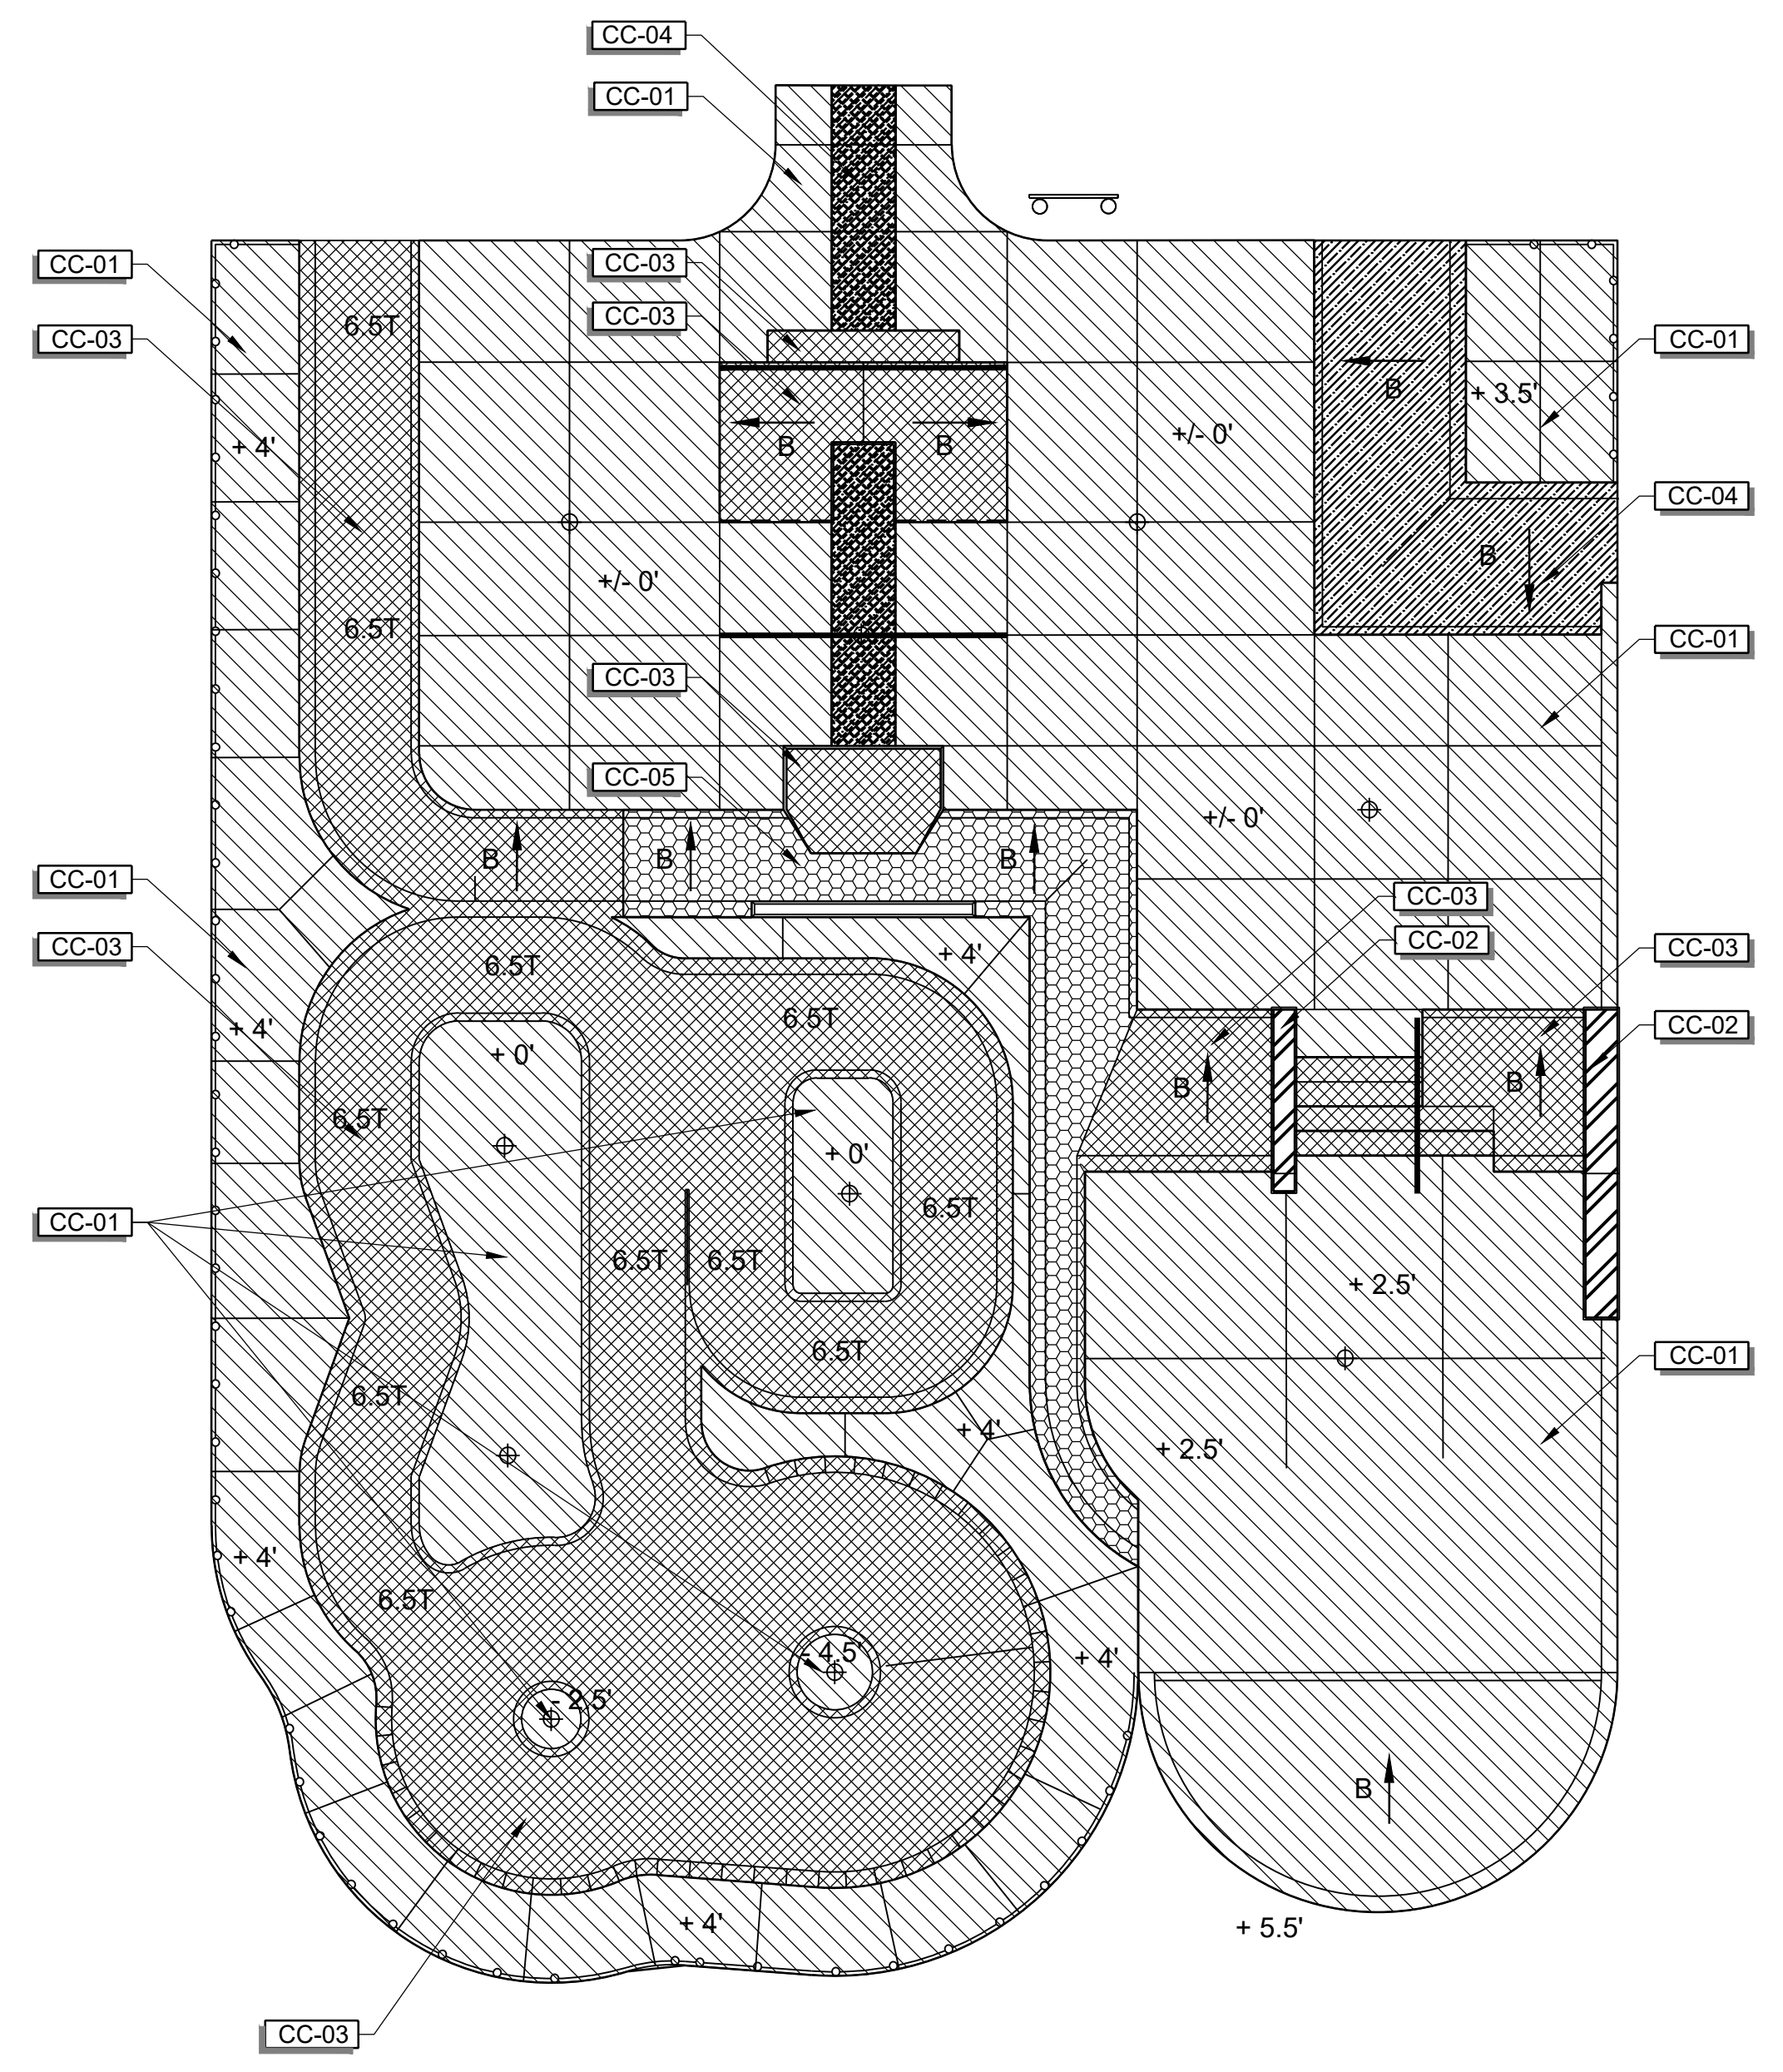 CC-04
CC-01
CC-01
CC-03
CC-03
CC-03
6.5T
CC-01
+ 3.5'
B
+ 4'
B
B
+/- 0'
CC-04
B
+/- 0'
6.5T
CC-01
CC-03
CC-05
+/- 0'
B
B
B
CC-01
CC-03
CC-02
CC-03
CC-03
+ 4'
6.5T
6.5T
+ 4'
CC-02
+ 0'
B
B
6.5T
+ 0'
CC-01
6.5T
6.5T
6.5T
+ 2.5'
6.5T
CC-01
6.5T
+ 4'
+ 2.5'
+ 4'
6.5T
- 4.5'
+ 4'
- 2.5'
B
+ 4'
+ 5.5'
CC-03